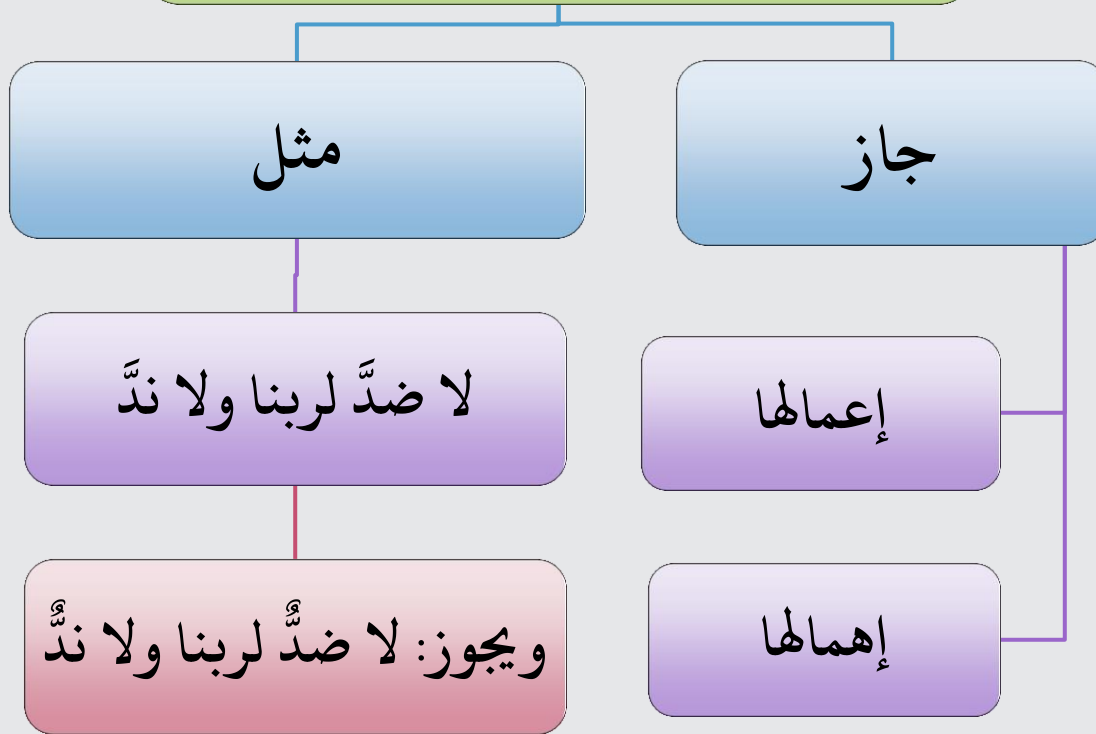 جاز
إعمالها
إهمالها
مثل
لا ضدَّ لربنا ولا ندَّ
ويجوز: لا ضدٌّ لربنا ولا ندٌّ